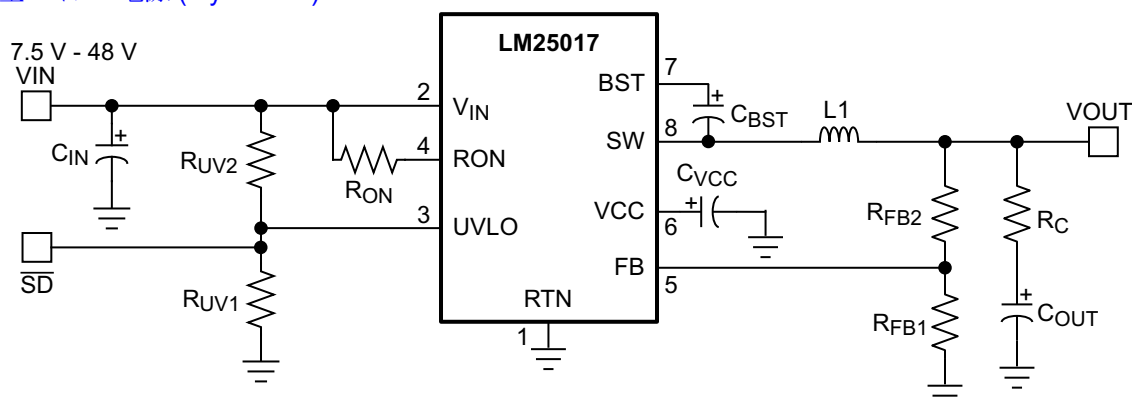 7.5 V - 48 V
VIN
LM25017
2
VIN
4
RON
3
UVLO
RTN
1
BST
7
SW
8
VCC
6
FB
5
CIN
RUV2
RON
SD
RUV1
CBST
L1
CVCC
VOUT
RFB2
RC
RFB1
COUT